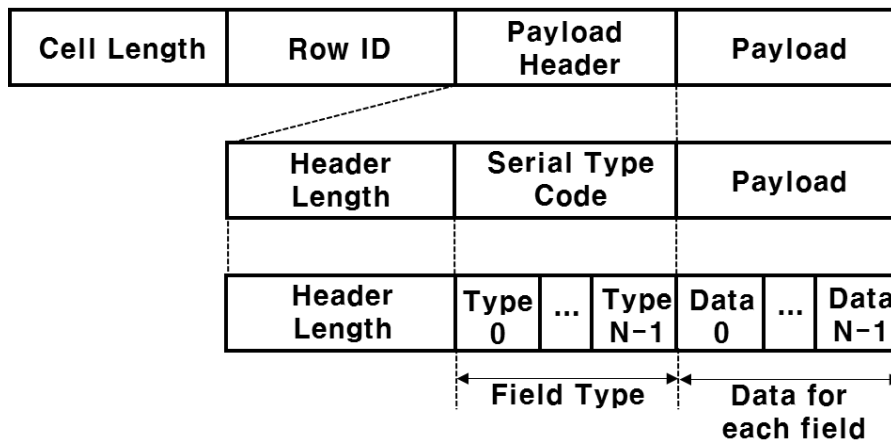 Cell Length
Row ID
Payload
Header
Payload
Header
Length
Serial Type
Code
Payload
Header
Length
Type
0
...
Type
N-1
Data
0
...
Data
N-1
Field Type
Data for
each field